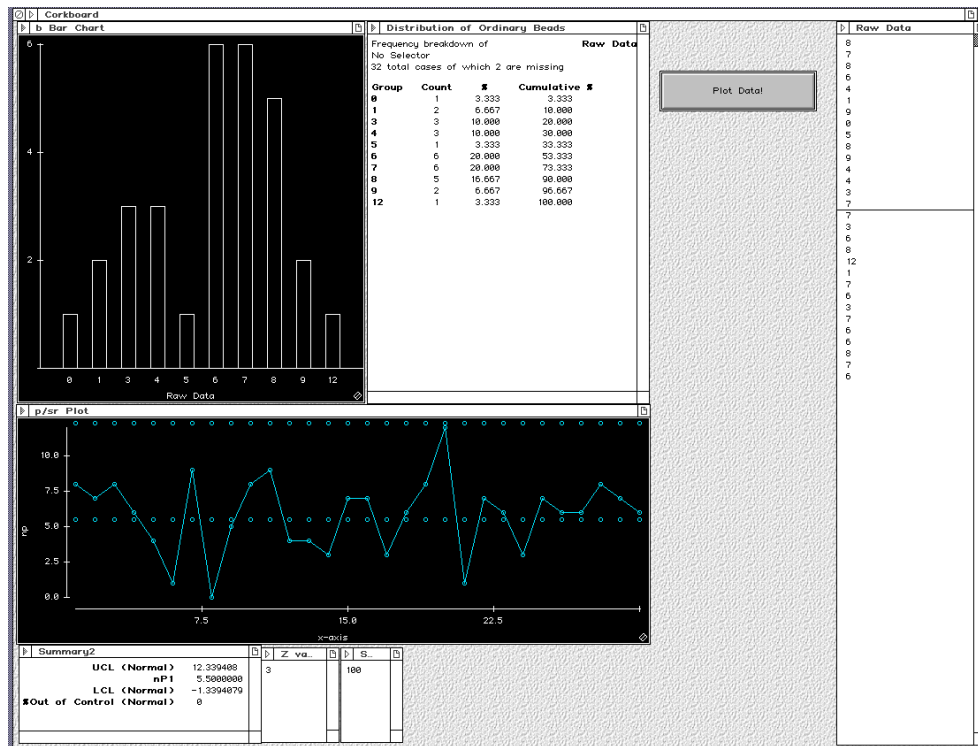 Corkboard
b Bar Chart
6
4
2
0 1 3 4 5 6 7 8 9 12
Raw Data
Distribution of Ordinary Beads
Frequency breakdown of Raw Data
No Selector
32 total cases of which 2 are missing
Group Count % Cumulative %
0 1 3.333 3.333
1 2 6.667 10.000
3 3 10.000 20.000
4 3 10.000 30.000
5 1 3.333 33.333
6 6 20.000 53.333
7 6 20.000 73.333
8 5 16.667 90.000
9 2 6.667 96.667
12 1 3.333 100.000
Plot Data!
Raw Data
8
7
8
6
4
1
9
0
5
8
9
4
4
3
7
7
3
6
8
12
1
7
6
3
7
6
6
8
7
6
p/sr Plot
10.0
7.5
5.0
2.5
0.0
np
7.5 15.0 22.5
x-axis
Summary2
UCL (Normal) 12.339408
nP1 5.5000000
LCL (Normal) -1.3394079
%Out of Control (Normal) 0
Z va...
3
S...
100